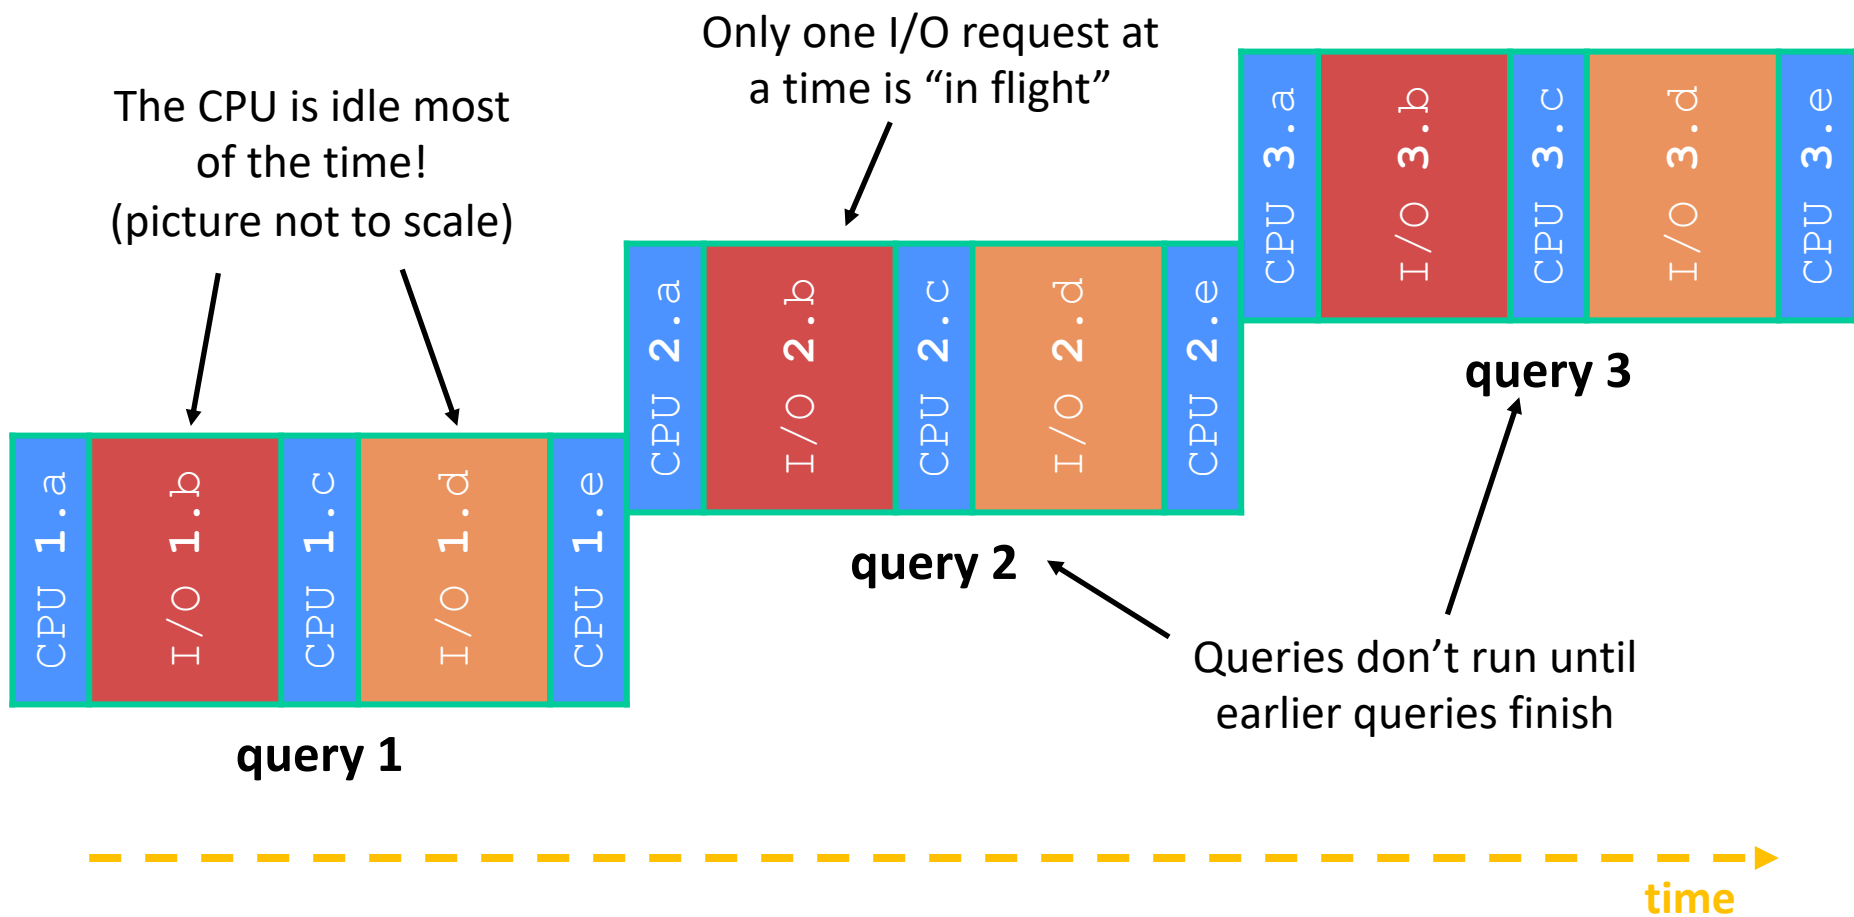 Only one I/O request at
a time is “in flight”
The CPU is idle most
of the time!
(picture not to scale)
CPU 3.a
I/O 3.b
CPU 3.c
I/O 3.d
CPU 3.e
query 3
CPU 2.a
I/O 2.b
CPU 2.c
I/O 2.d
CPU 2.e
query 2
CPU 1.a
I/O 1.b
CPU 1.c
I/O 1.d
CPU 1.e
query 1
Queries don’t run until
earlier queries finish
time